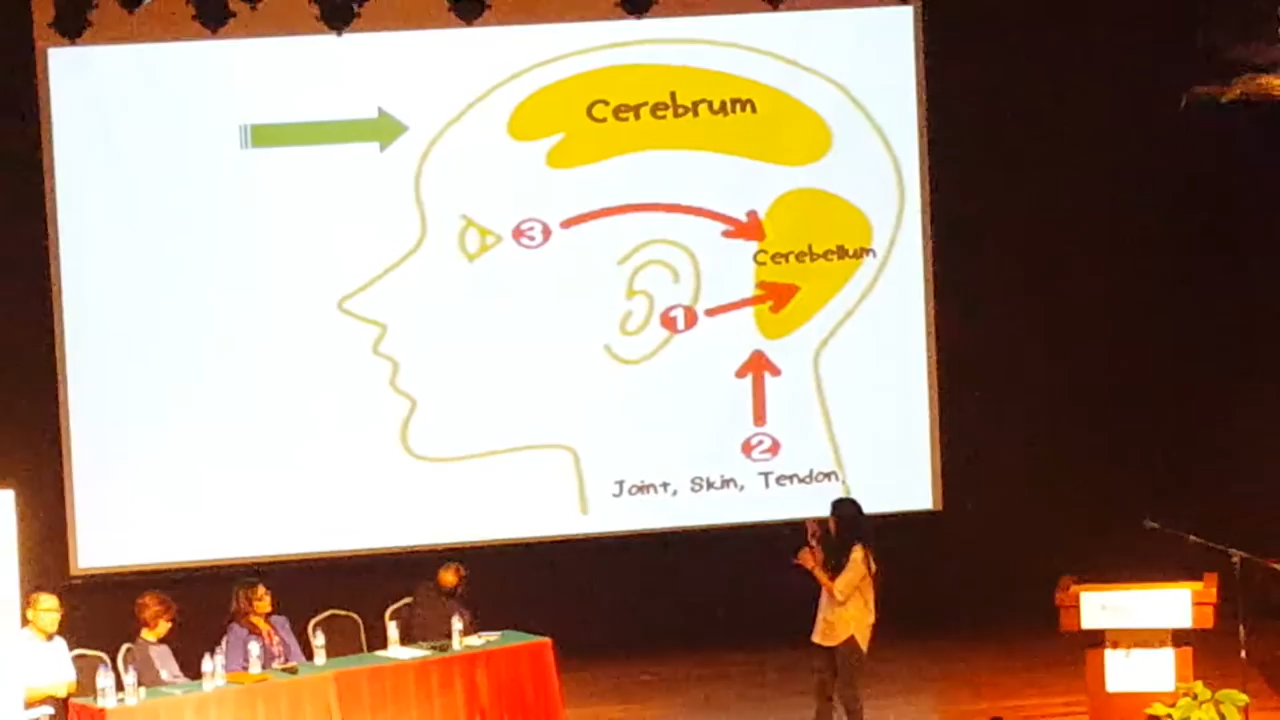 Cerebrum
3
Cerebellum
1
2
Joint, Skin, Tendon,